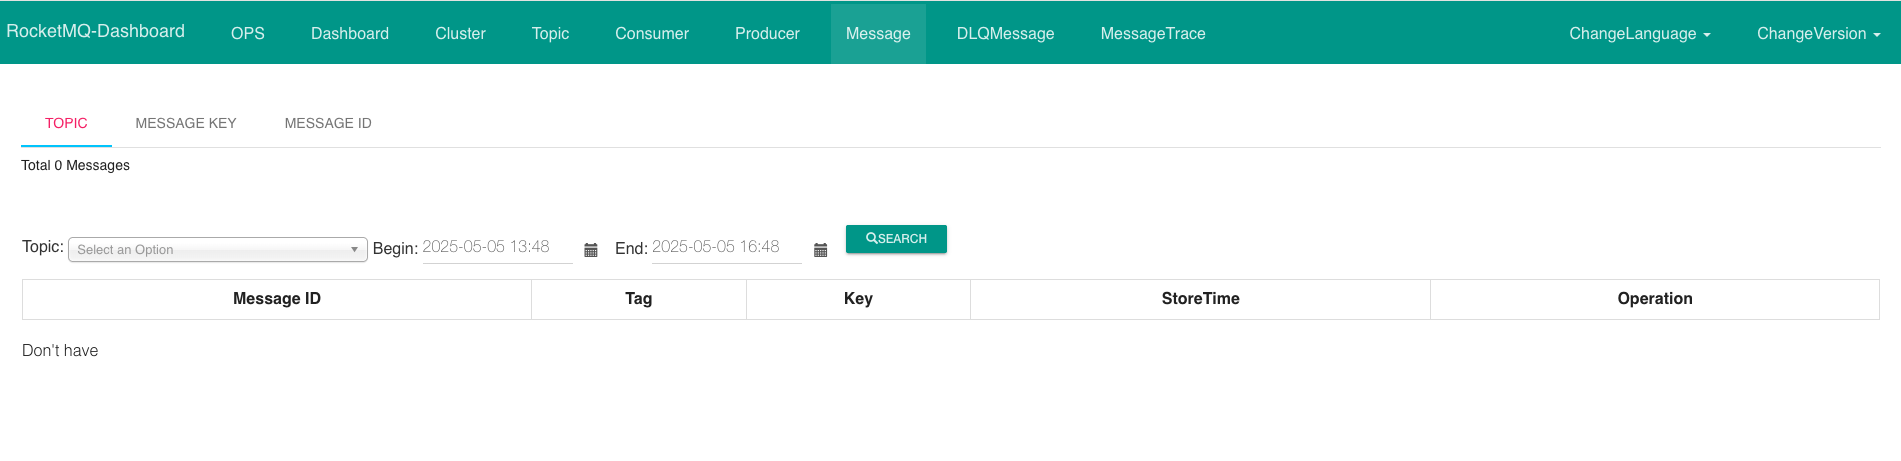 RocketMQ-Dashboard OPS Dashboard Cluster Topic Consumer Producer Message DLQMessage MessageTrace ChangeLanguage ChangeVersion
TOPIC MESSAGE KEY MESSAGE ID
Total 0 Messages
Topic: Select an Option Begin: 2025-05-05 13:48 End: 2025-05-05 16:48 SEARCH
Message ID Tag Key StoreTime Operation
Don't have